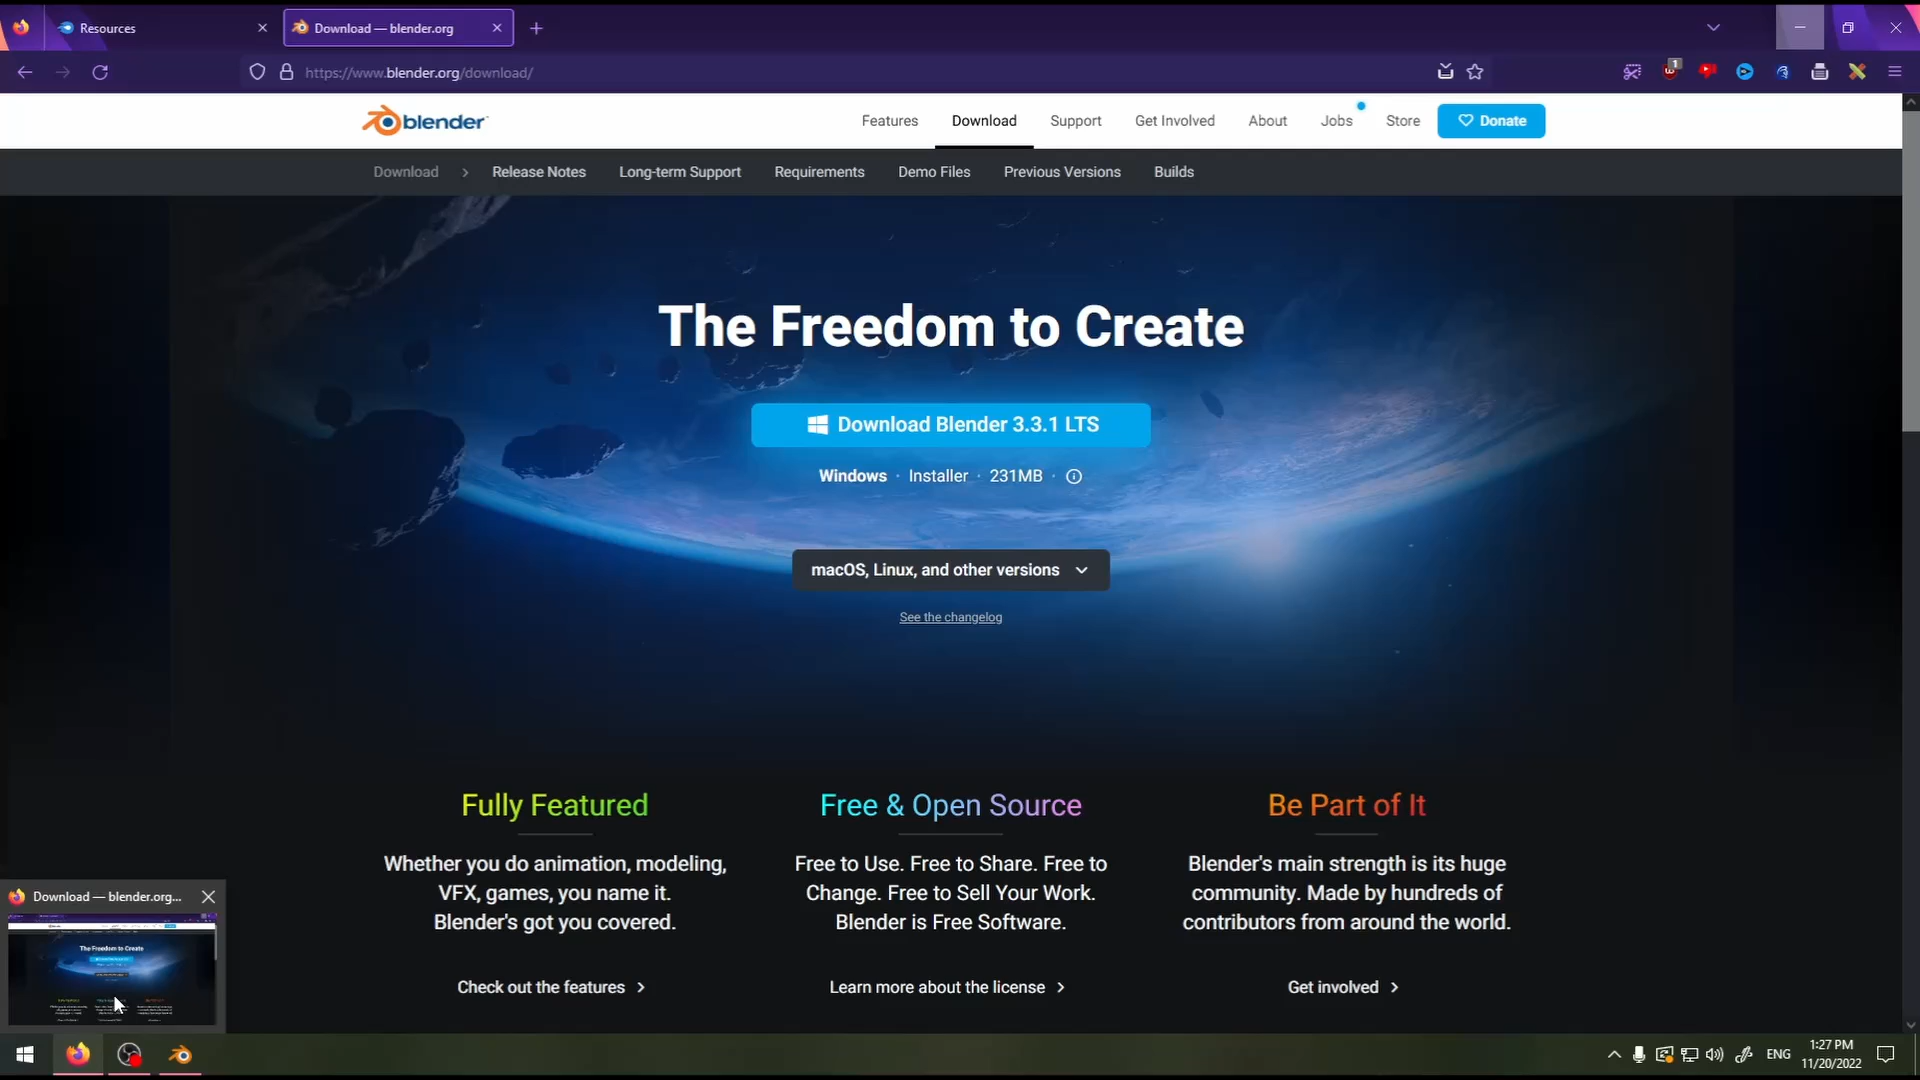 Resources
Download — blender.org
https://www.blender.org/download/
1
blender
Features
Download
Support
Get Involved
About
Jobs
Store
Donate
Download
Release Notes
Long-term Support
Requirements
Demo Files
Previous Versions
Builds
The Freedom to Create
Download Blender 3.3.1 LTS
Windows · Installer · 231MB ·
macOS, Linux, and other versions
See the changelog
Fully Featured
Whether you do animation, modeling,
VFX, games, you name it.
Blender's got you covered.
Check out the features
Free & Open Source
Free to Use. Free to Share. Free to
Change. Free to Sell Your Work.
Blender is Free Software.
Learn more about the license
Be Part of It
Blender's main strength is its huge
community. Made by hundreds of
contributors from around the world.
Get involved
Download — blender.org...
The Freedom to Create
ENG
1:27 PM
11/20/2022